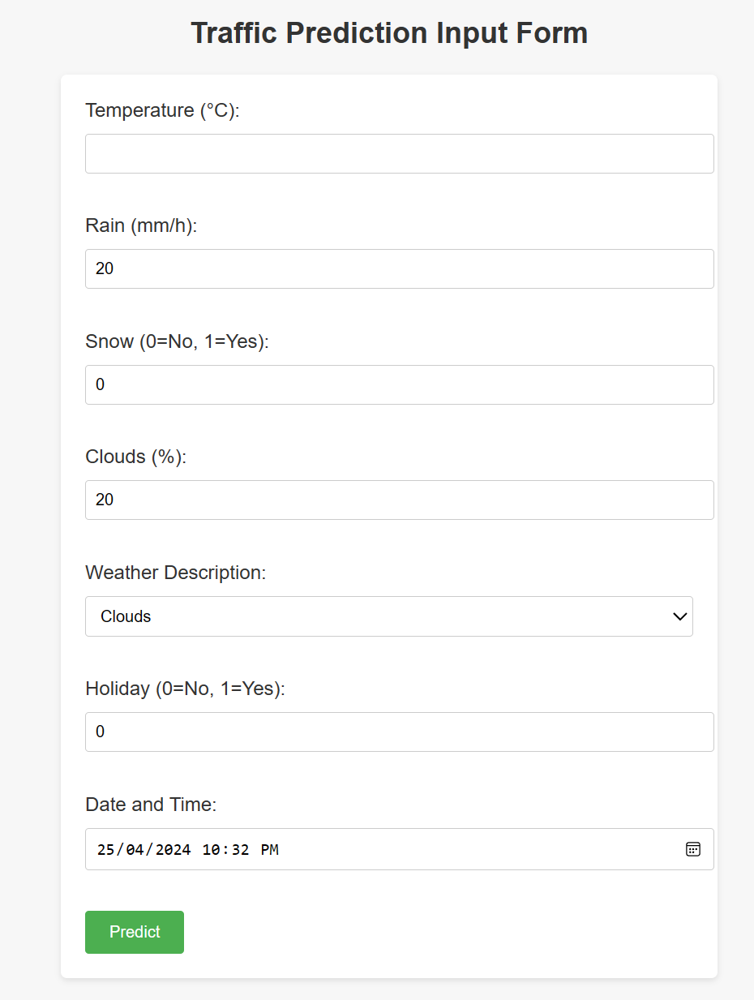 Traffic Prediction Input Form
Temperature (°C):
Rain (mm/h):
20
Snow (0=No, 1=Yes):
0
Clouds (%):
20
Weather Description:
Clouds
Holiday (0=No, 1=Yes):
0
Date and Time:
25/04/2024 10:32 PM
Predict